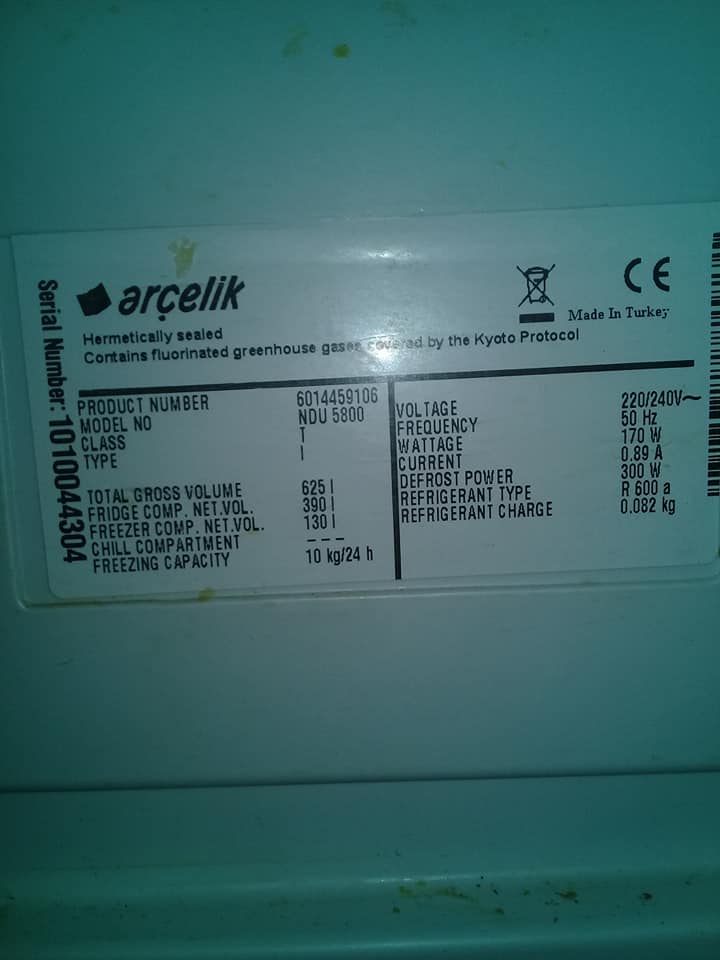 arçelik
CE
Made In Turkey
Hermetically sealed
Contains fluorinated greenhouse gases covered by the Kyoto Protocol
Serial Number: 1010044304
PRODUCT NUMBER 6014459106
MODEL NO NDU 5800
CLASS T
TYPE I
TOTAL GROSS VOLUME 625 l
FRIDGE COMP. NET.VOL. 390 l
FREEZER COMP. NET.VOL. 130 l
CHILL COMPARTMENT ---
FREEZING CAPACITY 10 kg/24 h
VOLTAGE 220/240V~
FREQUENCY 50 Hz
WATTAGE 170 W
CURRENT 0.89 A
DEFROST POWER 300 W
REFRIGERANT TYPE R 600 a
REFRIGERANT CHARGE 0.082 kg